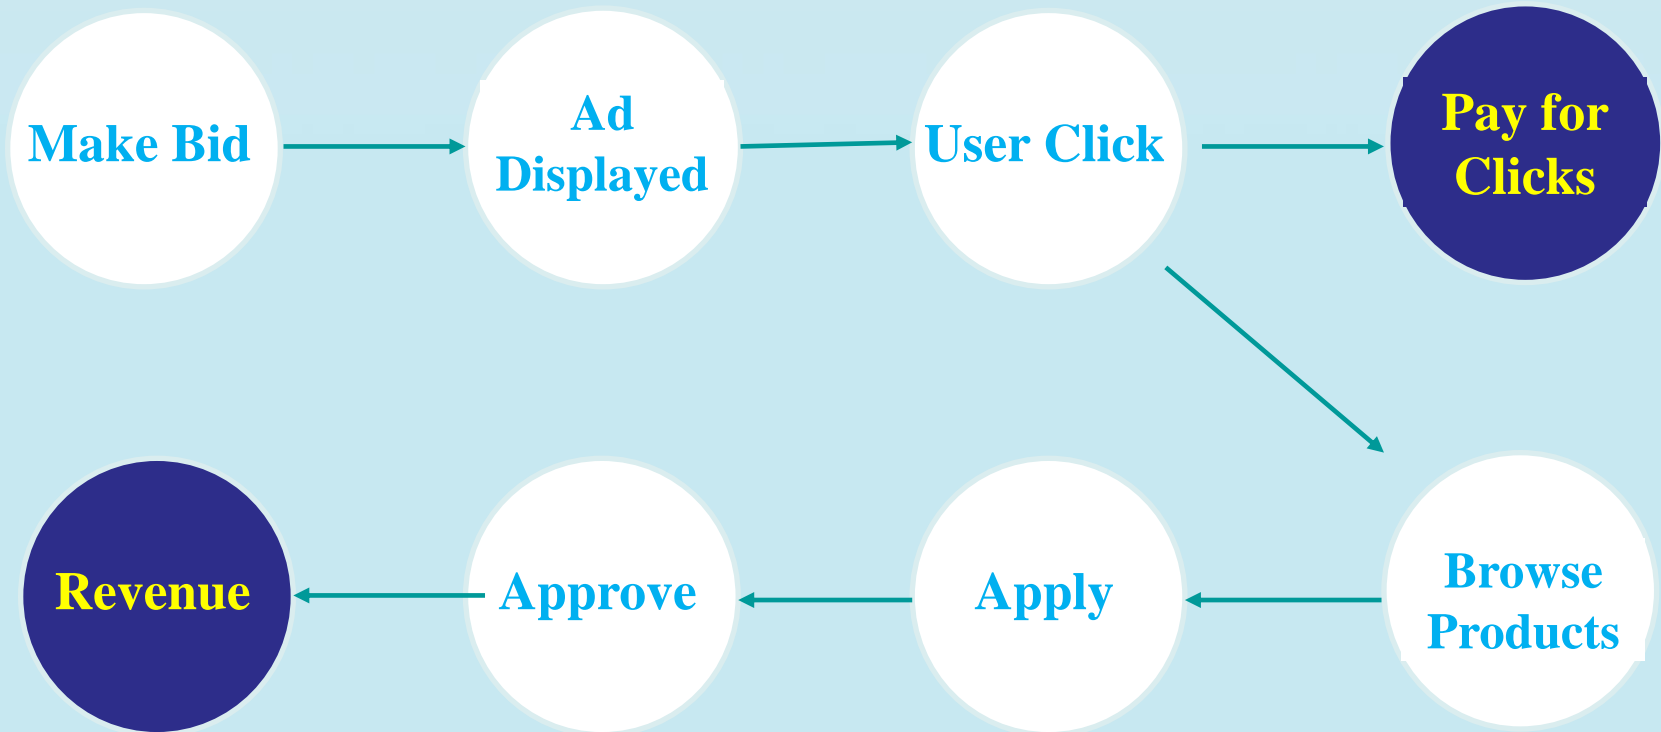 Make Bid
Ad
Displayed
User Click
Pay for
Clicks
Revenue
Approve
Apply
Browse
Products